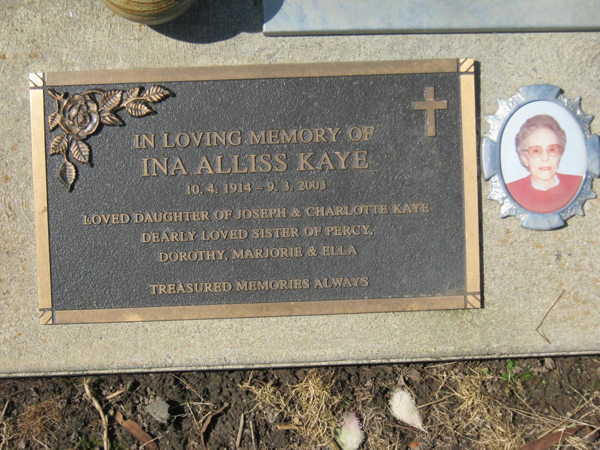 IN LOVING MEMORY OF
INA ALLISS KAYE
10. 4. 1914 – 9. 3. 2003
LOVED DAUGHTER OF JOSEPH & CHARLOTTE KAYE
DEARLY LOVED SISTER OF PERCY,
DOROTHY, MARJORIE & ELLA
TREASURED MEMORIES ALWAYS